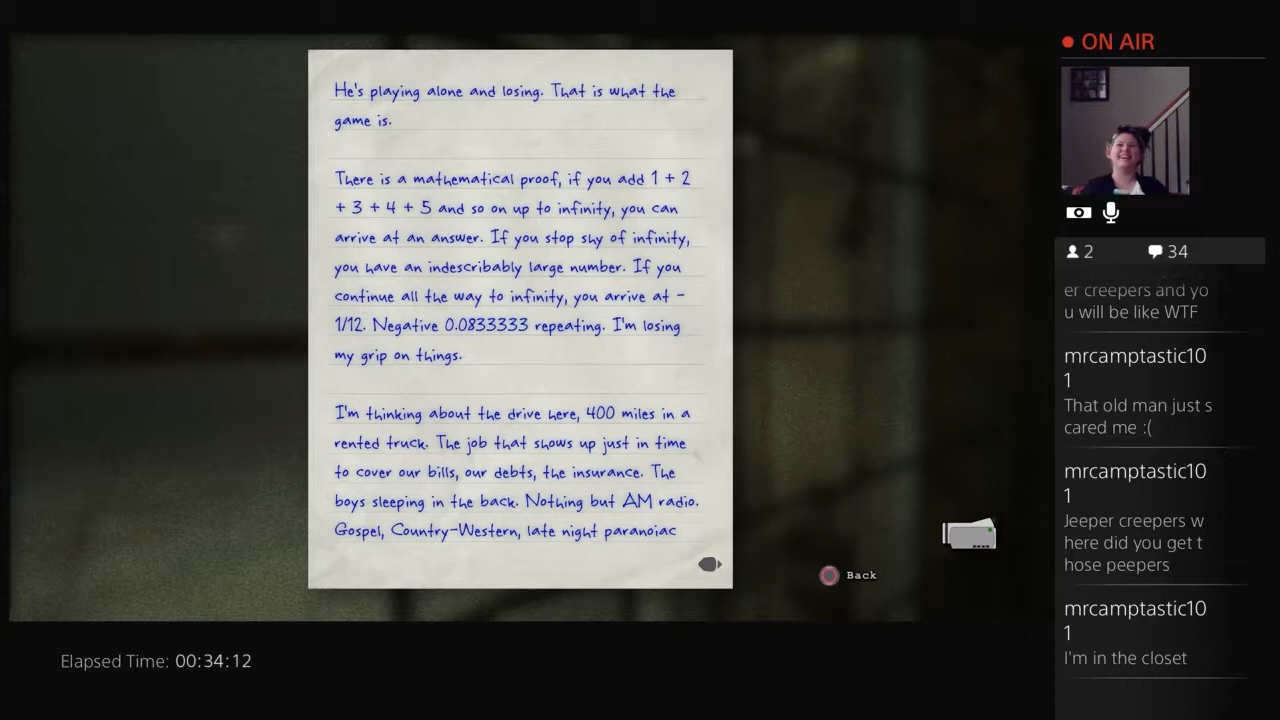 He's playing alone and losing. That is what the
game is.
There is a mathematical proof, if you add 1 + 2
+ 3 + 4 + 5 and so on up to infinity, you can
arrive at an answer. If you stop shy of infinity,
you have an indescribably large number. If you
continue all the way to infinity, you arrive at -
1/12. Negative 0.0833333 repeating. I'm losing
my grip on things.
I'm thinking about the drive here, 400 miles in a
rented truck. The job that shows up just in time
to cover our bills, our debts, the insurance. The
boys sleeping in the back. Nothing but AM radio.
Gospel, Country-Western, late night paranoiac
Back
Elapsed Time: 00:34:12
ON AIR
2 34
er creepers and yo
u will be like WTF
mrcamptastic10
1
That old man just s
cared me :(
mrcamptastic10
1
Jeeper creepers w
here did you get t
hose peepers
mrcamptastic10
1
I'm in the closet